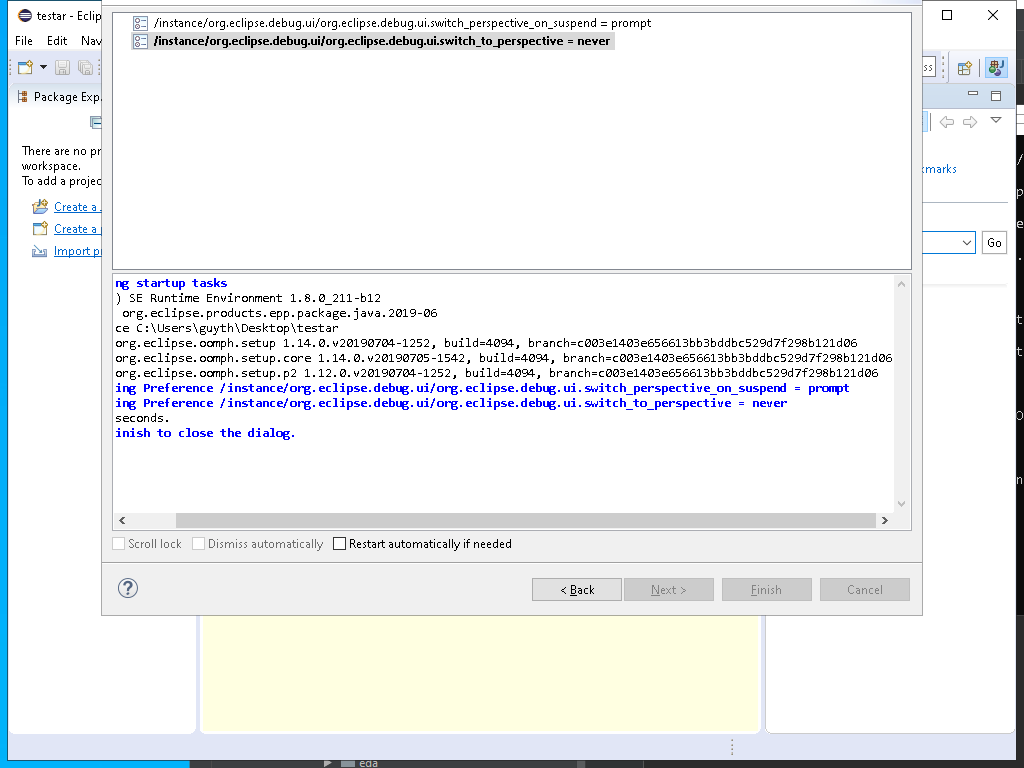 testar - Eclip
File Edit Nav
Package Exp
There are no pr
workspace.
To add a projec
Create a
Create a
Import pr
/instance/org.eclipse.debug.ui/org.eclipse.debug.ui.switch_perspective_on_suspend = prompt
/instance/org.eclipse.debug.ui/org.eclipse.debug.ui.switch_to_perspective = never
ss
marks
Go
ng startup tasks
) SE Runtime Environment 1.8.0_211-b12
org.eclipse.products.epp.package.java.2019-06
ce C:\Users\guyth\Desktop\testar
org.eclipse.oomph.setup 1.14.0.v20190704-1252, build=4094, branch=c003e1403e656613bb3bddbc529d7f298b121d06
org.eclipse.oomph.setup.core 1.14.0.v20190705-1542, build=4094, branch=c003e1403e656613bb3bddbc529d7f298b121d06
org.eclipse.oomph.setup.p2 1.12.0.v20190704-1252, build=4094, branch=c003e1403e656613bb3bddbc529d7f298b121d06
ing Preference /instance/org.eclipse.debug.ui/org.eclipse.debug.ui.switch_perspective_on_suspend = prompt
ing Preference /instance/org.eclipse.debug.ui/org.eclipse.debug.ui.switch_to_perspective = never
seconds.
inish to close the dialog.
Scroll lock Dismiss automatically Restart automatically if needed
? < Back Next > Finish Cancel
eda